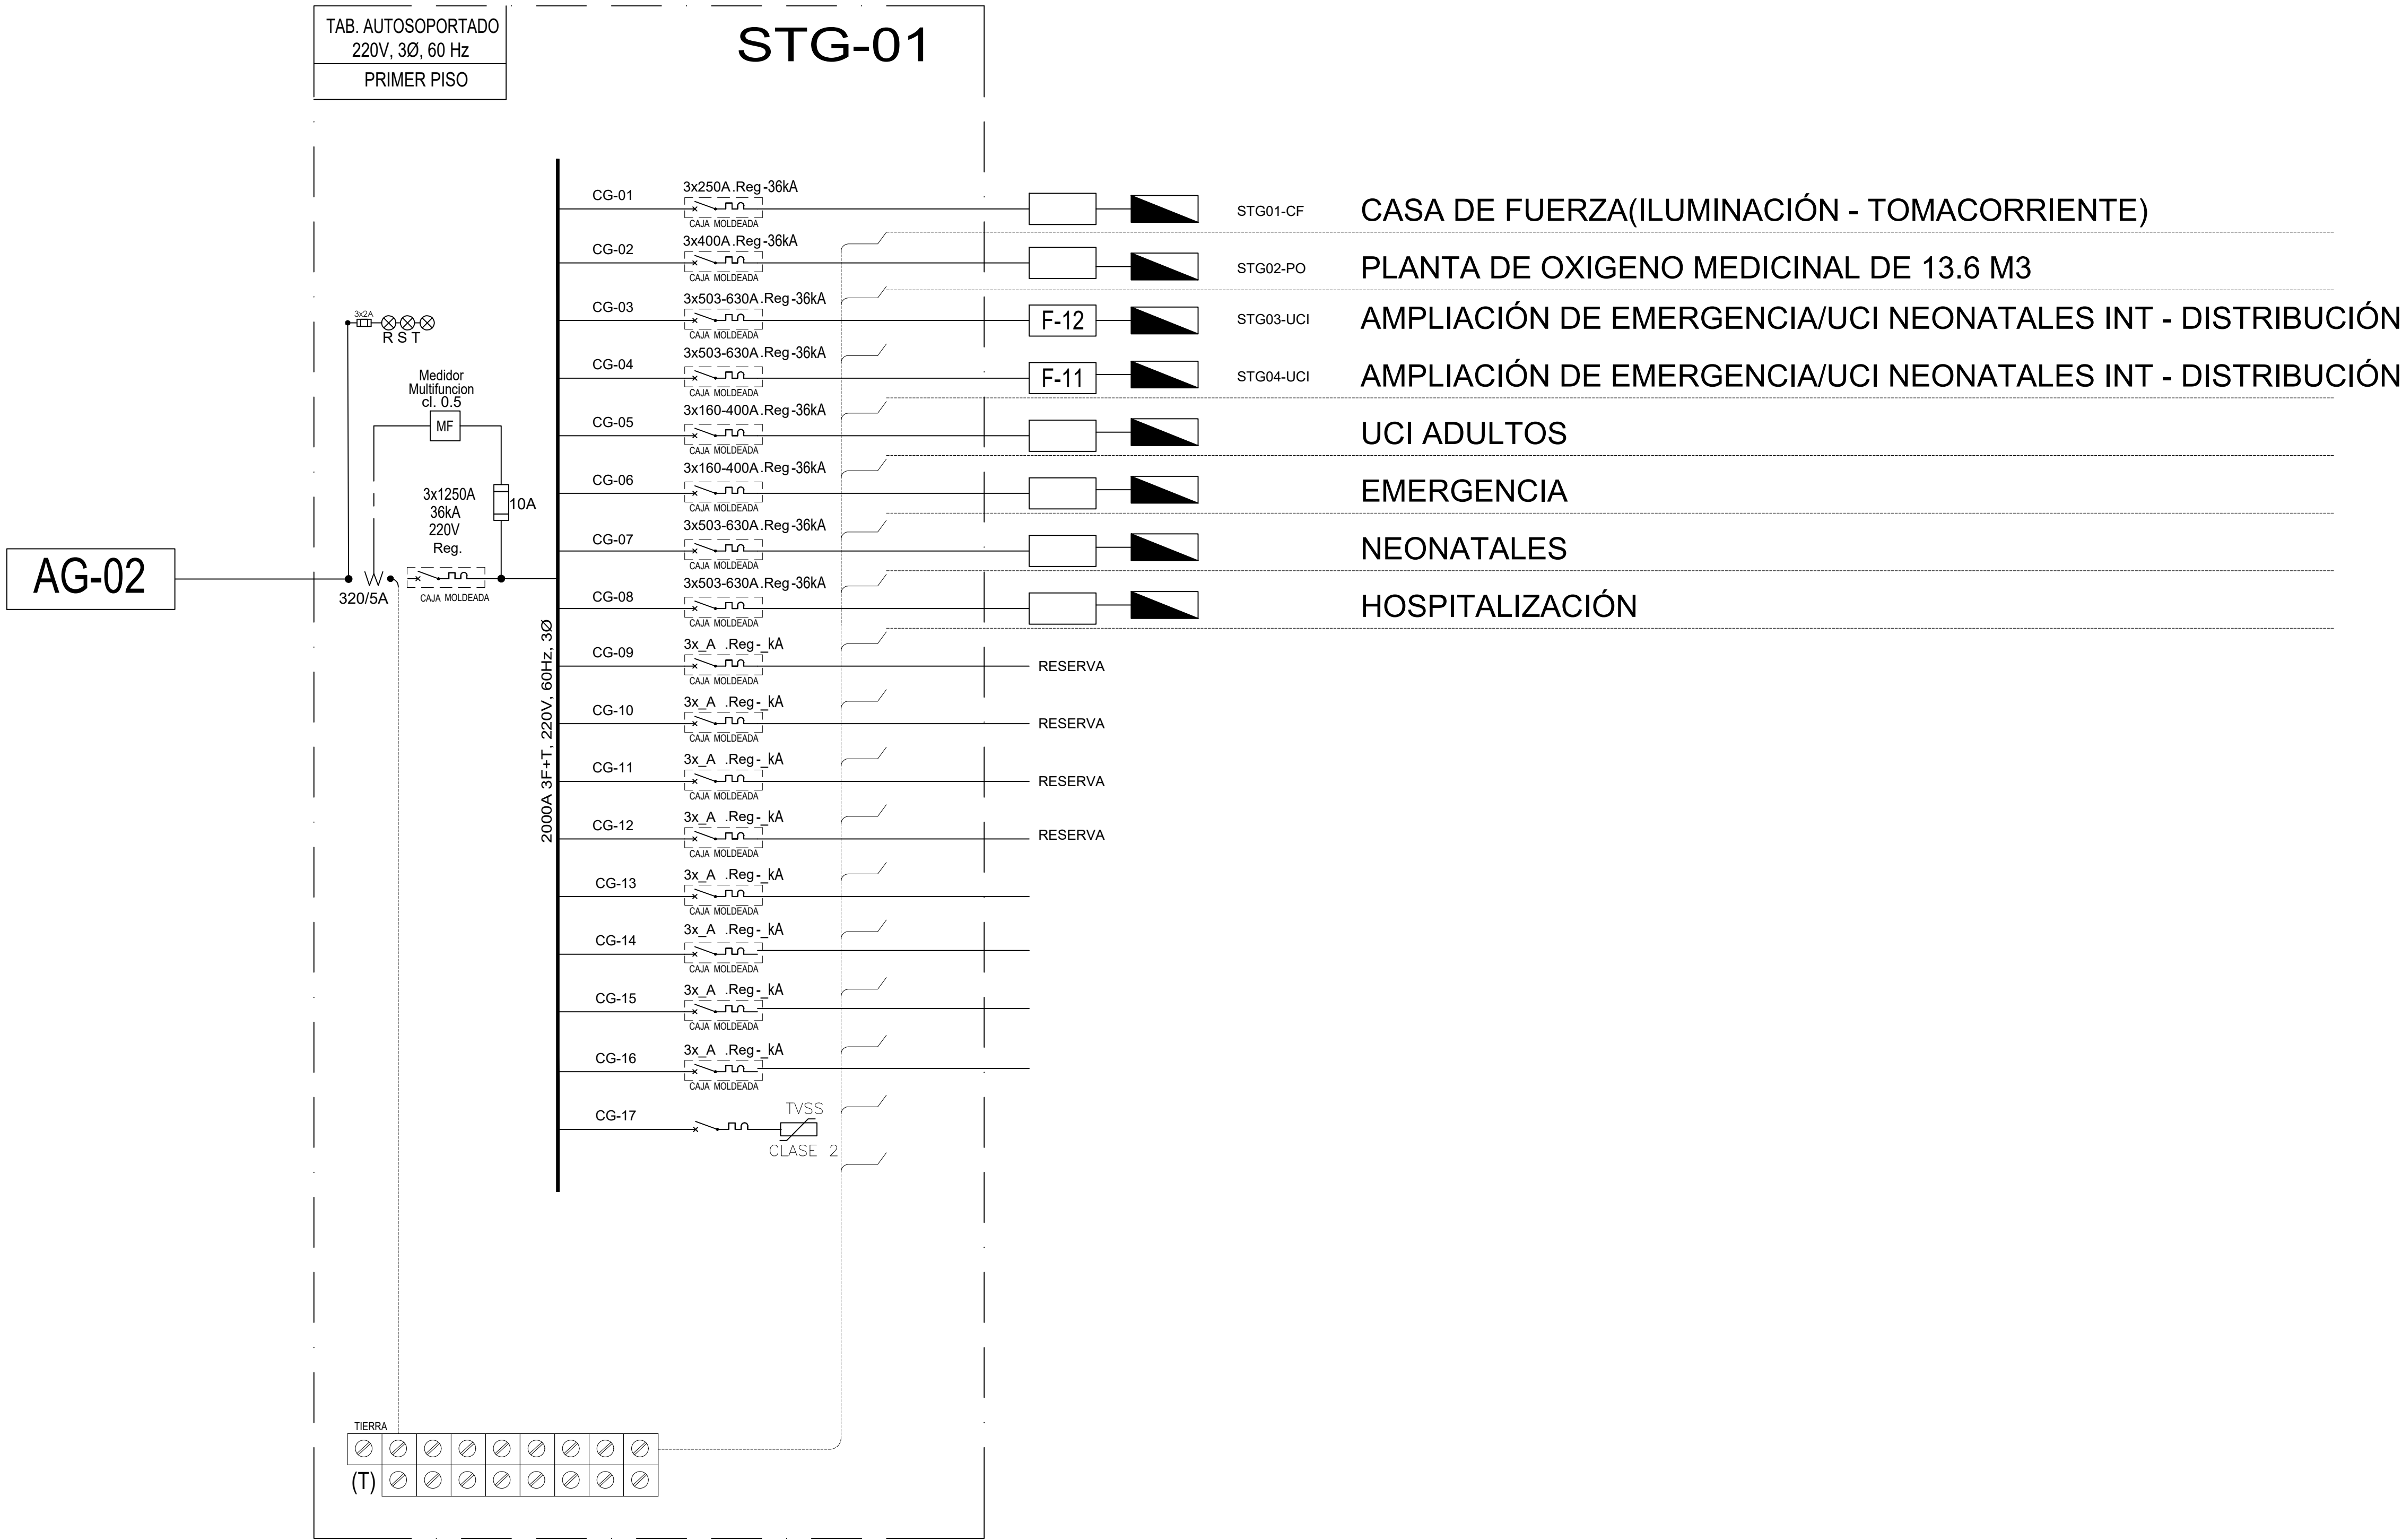 TAB. AUTOSOPORTADO
220V, 3Ø, 60 Hz
PRIMER PISO
STG-01
CG-01 3x250A.Reg-36kA
CAJA MOLDEADA
STG01-CF CASA DE FUERZA(ILUMINACIÓN - TOMACORRIENTE)
CG-02 3x400A.Reg-36kA
CAJA MOLDEADA
STG02-PO PLANTA DE OXIGENO MEDICINAL DE 13.6 M3
CG-03 3x503-630A.Reg-36kA
CAJA MOLDEADA
F-12 STG03-UCI AMPLIACIÓN DE EMERGENCIA/UCI NEONATALES INT - DISTRIBUCIÓN
CG-04 3x503-630A.Reg-36kA
CAJA MOLDEADA
F-11 STG04-UCI AMPLIACIÓN DE EMERGENCIA/UCI NEONATALES INT - DISTRIBUCIÓN
CG-05 3x160-400A.Reg-36kA
CAJA MOLDEADA
UCI ADULTOS
CG-06 3x160-400A.Reg-36kA
CAJA MOLDEADA
EMERGENCIA
CG-07 3x503-630A.Reg-36kA
CAJA MOLDEADA
NEONATALES
CG-08 3x503-630A.Reg-36kA
CAJA MOLDEADA
HOSPITALIZACIÓN
CG-09 3x_A .Reg-_kA
CAJA MOLDEADA
RESERVA
CG-10 3x_A .Reg-_kA
CAJA MOLDEADA
RESERVA
CG-11 3x_A .Reg-_kA
CAJA MOLDEADA
RESERVA
CG-12 3x_A .Reg-_kA
CAJA MOLDEADA
RESERVA
CG-13 3x_A .Reg-_kA
CAJA MOLDEADA
CG-14 3x_A .Reg-_kA
CAJA MOLDEADA
CG-15 3x_A .Reg-_kA
CAJA MOLDEADA
CG-16 3x_A .Reg-_kA
CAJA MOLDEADA
CG-17 TVSS
CLASE 2
3x2A
R S T
Medidor
Multifuncion
cl. 0.5
MF
3x1250A
36kA
220V
Reg.
10A
AG-02
320/5A
CAJA MOLDEADA
2000A 3F+T, 220V, 60Hz, 3Ø
TIERRA
(T)